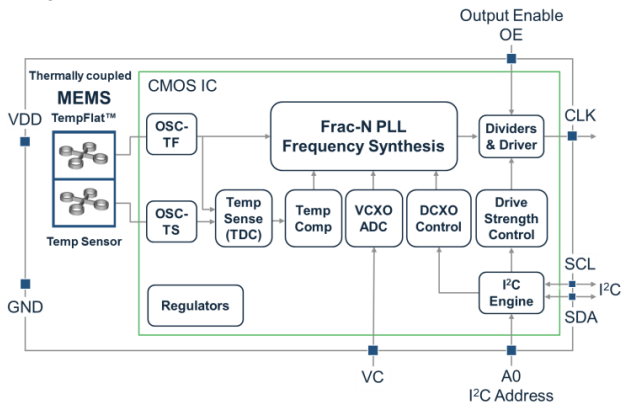 Output Enable
OE
Thermally coupled
MEMS
TempFlat™
VDD
CMOS IC
OSC-
TF
Frac-N PLL
Frequency Synthesis
Dividers
& Driver
CLK
OSC-
TS
Temp
Sense
(TDC)
Temp
Comp
VCXO
ADC
DCXO
Control
Drive
Strength
Control
Temp Sensor
GND
Regulators
I²C
Engine
SCL
I²C
SDA
VC
A0
I²C Address